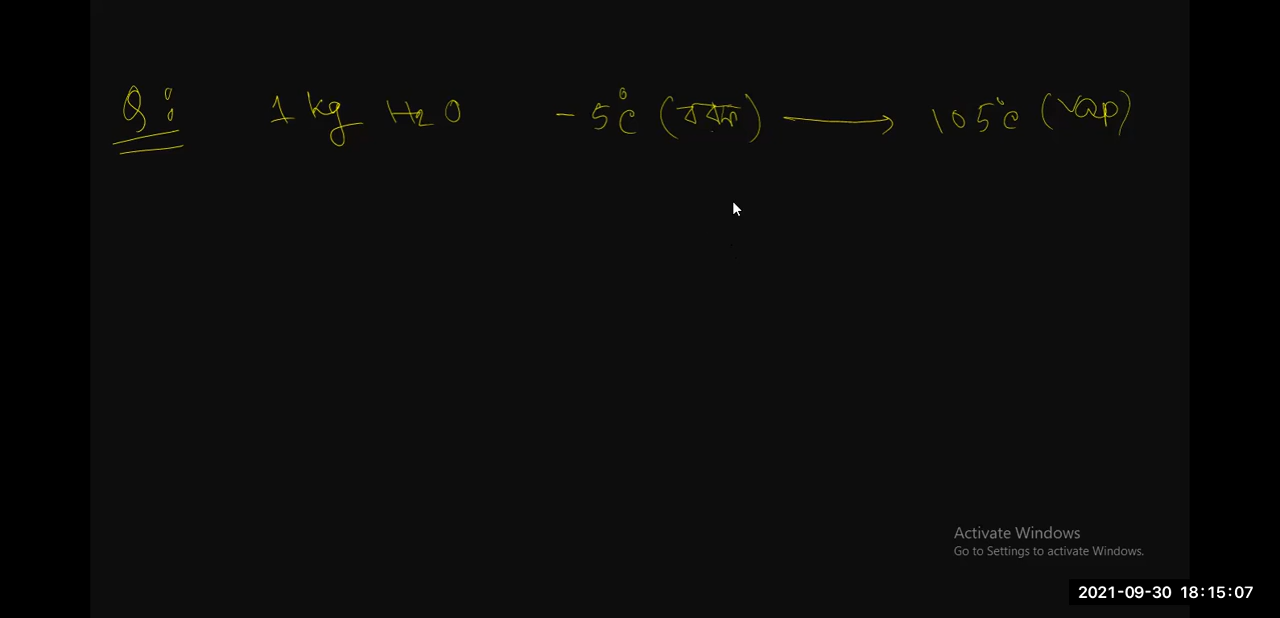 Q: 1 kg H₂O -5°C (বরফ) → 105°C (Vap)
Activate Windows
Go to Settings to activate Windows.
2021-09-30 18:15:07